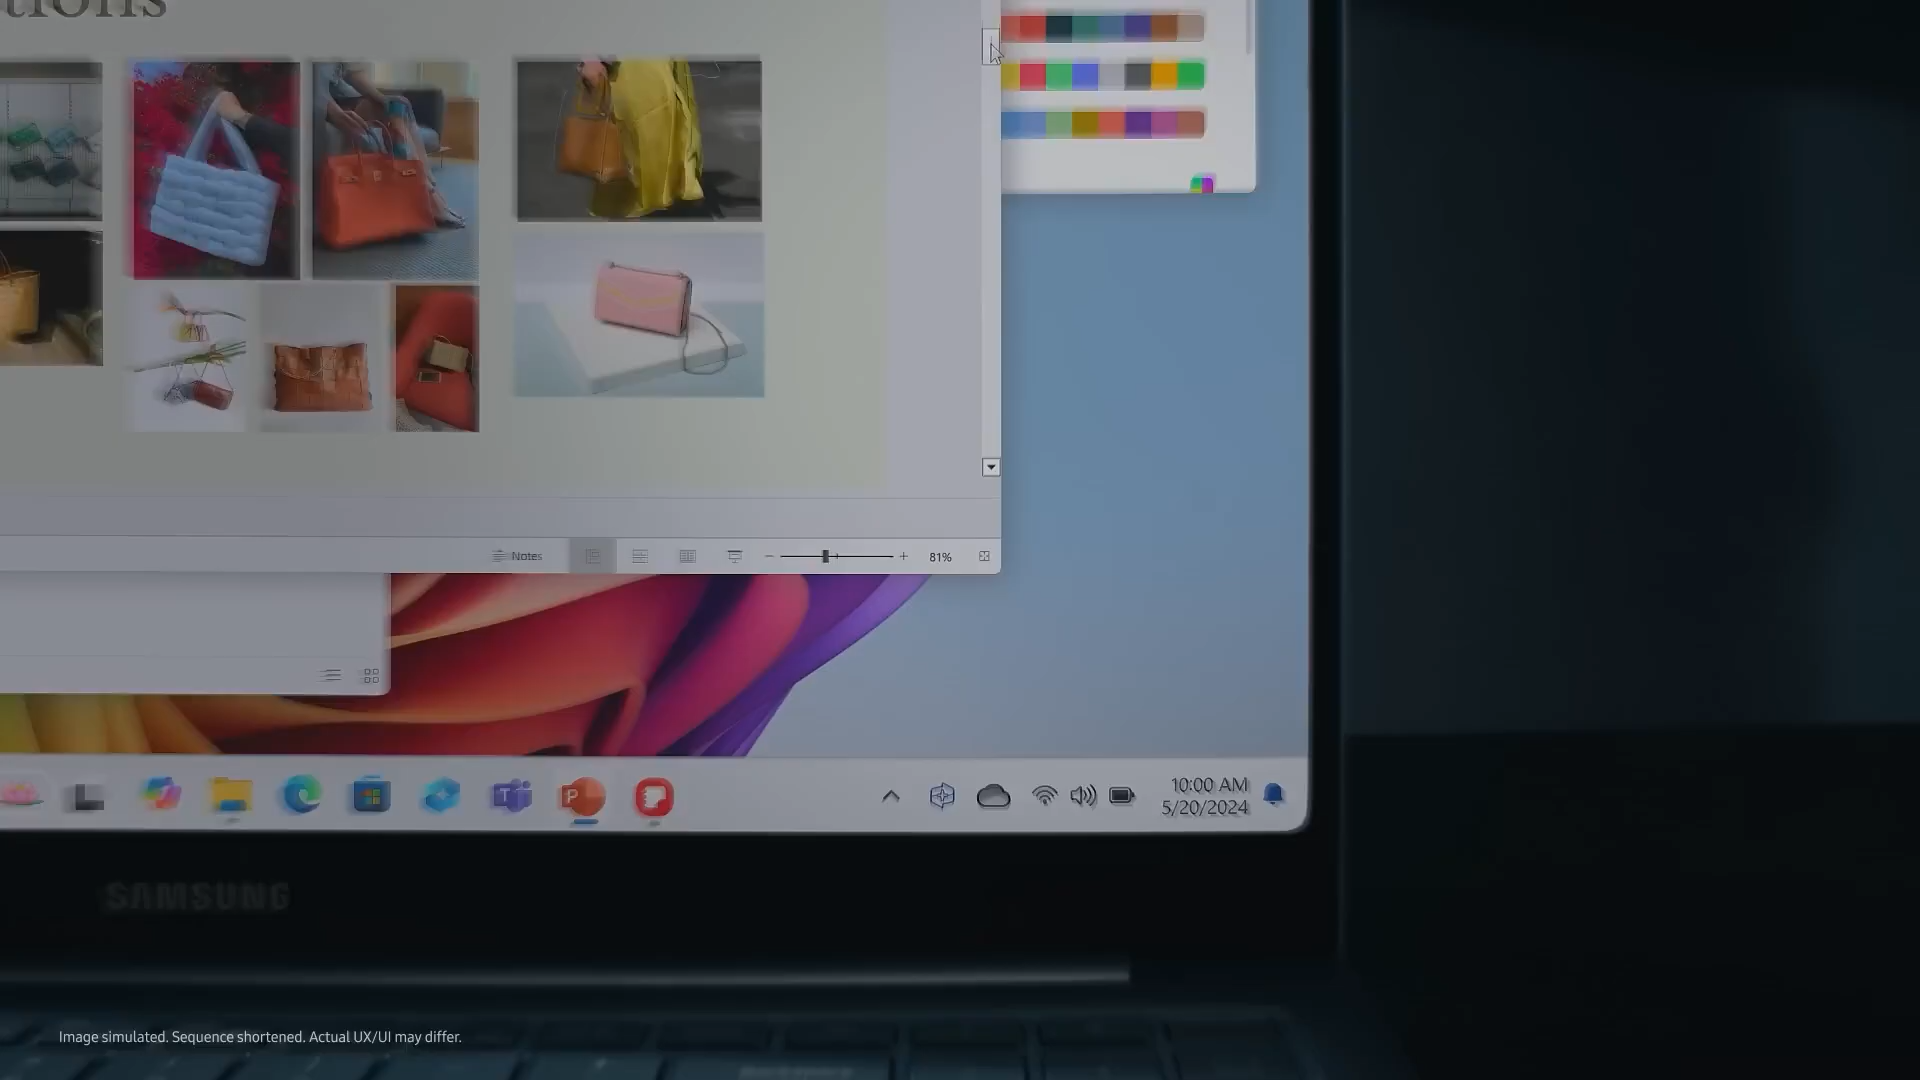 tions
Notes
81%
10:00 AM
5/20/2024
SAMSUNG
Image simulated. Sequence shortened. Actual UX/UI may differ.